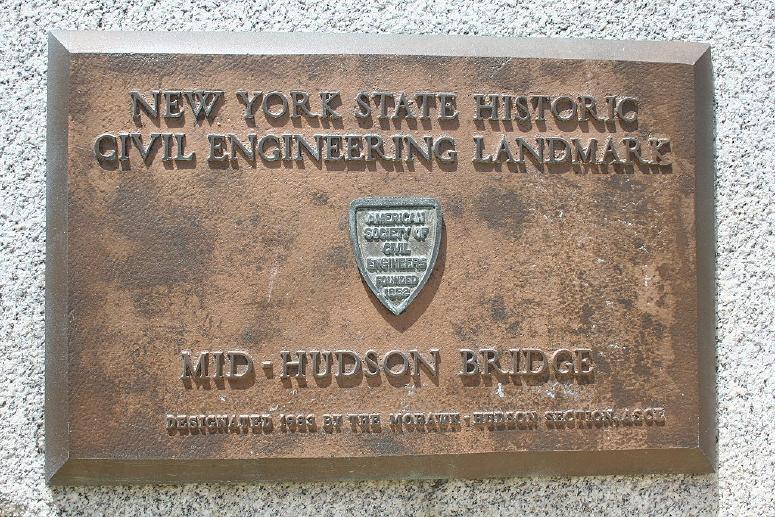 NEW YORK STATE HISTORIC
CIVIL ENGINEERING LANDMARK
AMERICAN
SOCIETY OF
CIVIL
ENGINEERS
FOUNDED
1852
MID-HUDSON BRIDGE
DESIGNATED 1983 BY THE MOHAWK-HUDSON SECTION, ASCE